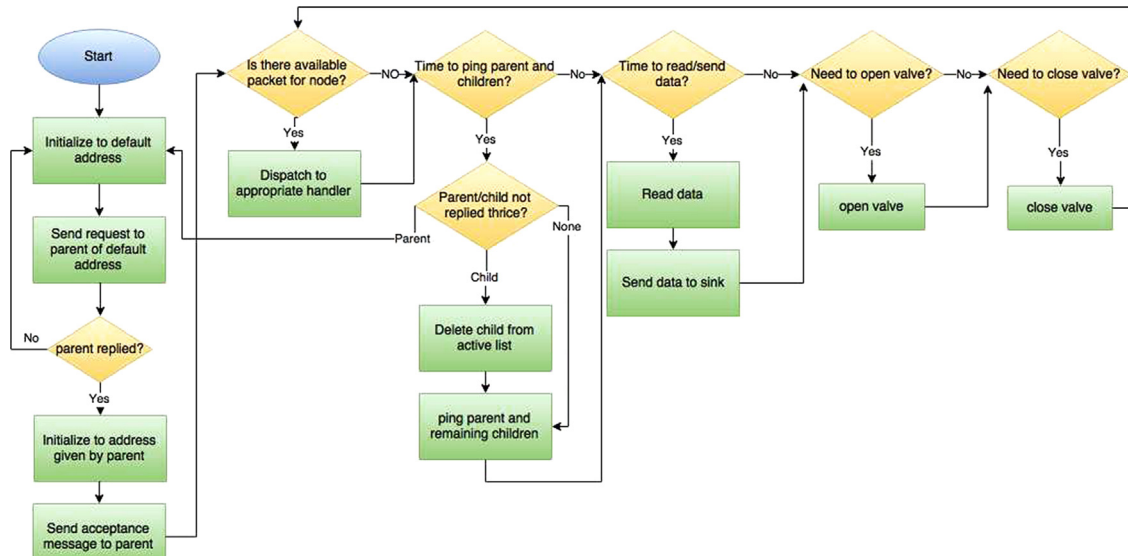 Start
Initialize to default
address
Send request to
parent of default
address
No
parent replied?
Yes
Initialize to address
given by parent
Send acceptance
message to parent
Is there available
packet for node?
NO
Yes
Dispatch to
appropriate handler
Time to ping parent and
children?
No
Yes
Parent/child not
replied thrice?
Parent
None
Child
Delete child from
active list
ping parent and
remaining children
Time to read/send
data?
No
Yes
Read data
Send data to sink
Need to open valve?
No
Yes
open valve
Need to close valve?
Yes
close valve